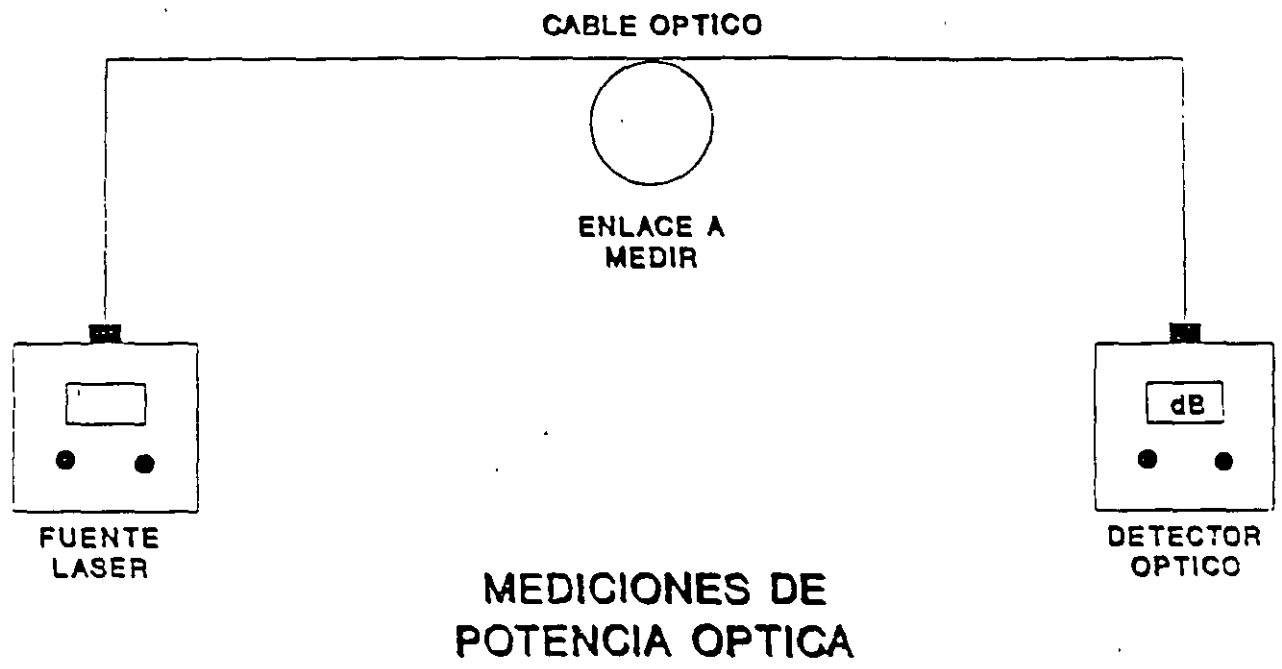 CABLE OPTICO
ENLACE A
MEDIR
dB
FUENTE
LASER
DETECTOR
OPTICO
MEDICIONES DE
POTENCIA OPTICA